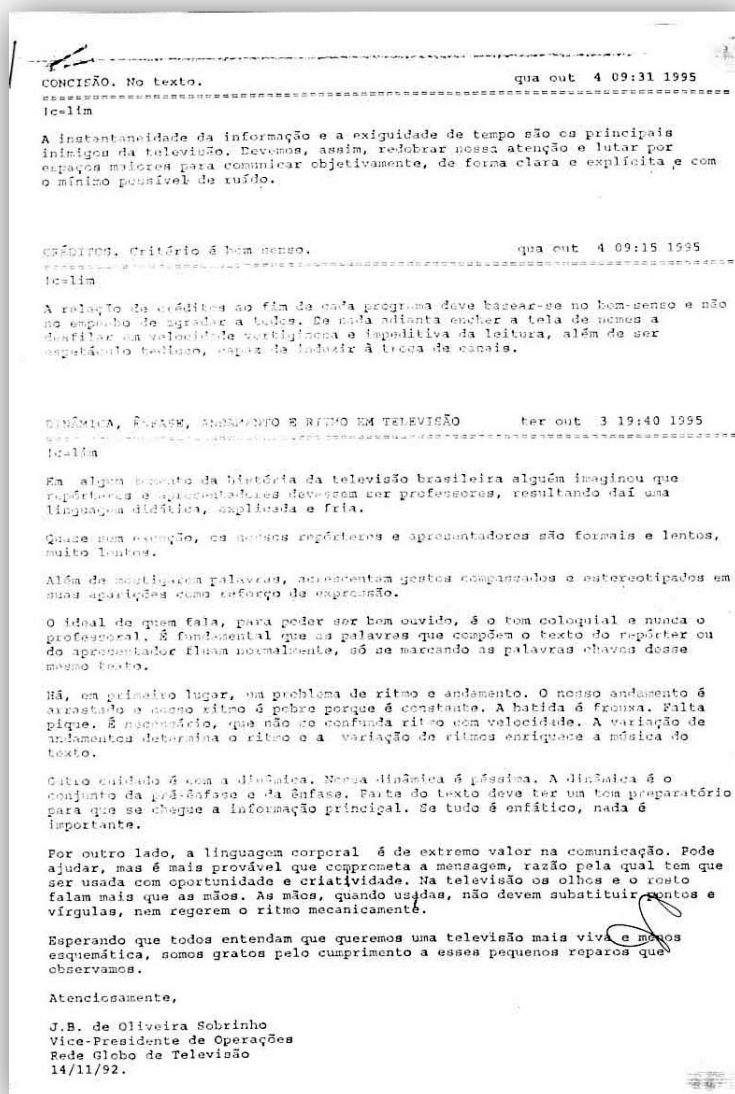 CONCISÃO. No texto. qua out 4 09:31 1995
================================================================
!c=lim
A instantaneidade da informação e a exiguidade de tempo são os principais
inimigos da televisão. Devemos, assim, redobrar nossa atenção e lutar por
espaços maiores para comunicar objetivamente, de forma clara e explícita e com
o mínimo possível de ruído.
CRÉDITOS. Critério é bom senso. qua out 4 09:15 1995
================================================================
!c=lim
A relação de créditos ao fim de cada programa deve basear-se no bom-senso e não
no empenho de agradar a todos. De nada adianta encher a tela de nomes a
desfilar em velocidade vertiginosa e impeditiva da leitura, além de ser
espetáculo tedioso, capaz de induzir à troca de canais.
DINÂMICA, ÊNFASE, ANDAMENTO E RITMO EM TELEVISÃO ter out 3 19:40 1995
================================================================
!c=lim
Em algum momento da história da televisão brasileira alguém imaginou que
repórteres e apresentadores devessem ser professores, resultando daí uma
linguagem didática, explicada e fria.
Quase sem exceção, os nossos repórteres e apresentadores são formais e lentos,
muito lentos.
Além de mastigarem palavras, acrescentam gestos compassados e estereotipados em
suas aparições como reforço de expressão.
O ideal de quem fala, para poder ser bem ouvido, é o tom coloquial e nunca o
professoral. É fundamental que as palavras que compõem o texto do repórter ou
do apresentador fluam normalmente, só se marcando as palavras chaves desse
mesmo texto.
Há, em primeiro lugar, um problema de ritmo e andamento. O nosso andamento é
arrastado e nosso ritmo é pobre porque é constante. A batida é frouxa. Falta
pique. É necessário, que não se confunda ritmo com velocidade. A variação de
andamentos determina o ritmo e a variação de ritmos enriquece a música do
texto.
Outro cuidado é com a dinâmica. Nossa dinâmica é péssima. A dinâmica é o
conjunto da pré-ênfase e da ênfase. Parte do texto deve ter um tom preparatório
para que se chegue a informação principal. Se tudo é enfático, nada é
importante.
Por outro lado, a linguagem corporal é de extremo valor na comunicação. Pode
ajudar, mas é mais provável que comprometa a mensagem, razão pela qual tem que
ser usada com oportunidade e criatividade. Na televisão os olhos e o rosto
falam mais que as mãos. As mãos, quando usadas, não devem substituir pontos e
vírgulas, nem regerem o ritmo mecanicamente.
Esperando que todos entendam que queremos uma televisão mais viva e menos
esquemática, somos gratos pelo cumprimento a esses pequenos reparos que
observamos.
Atenciosamente,
J.B. de Oliveira Sobrinho
Vice-Presidente de Operações
Rede Globo de Televisão
14/11/92.